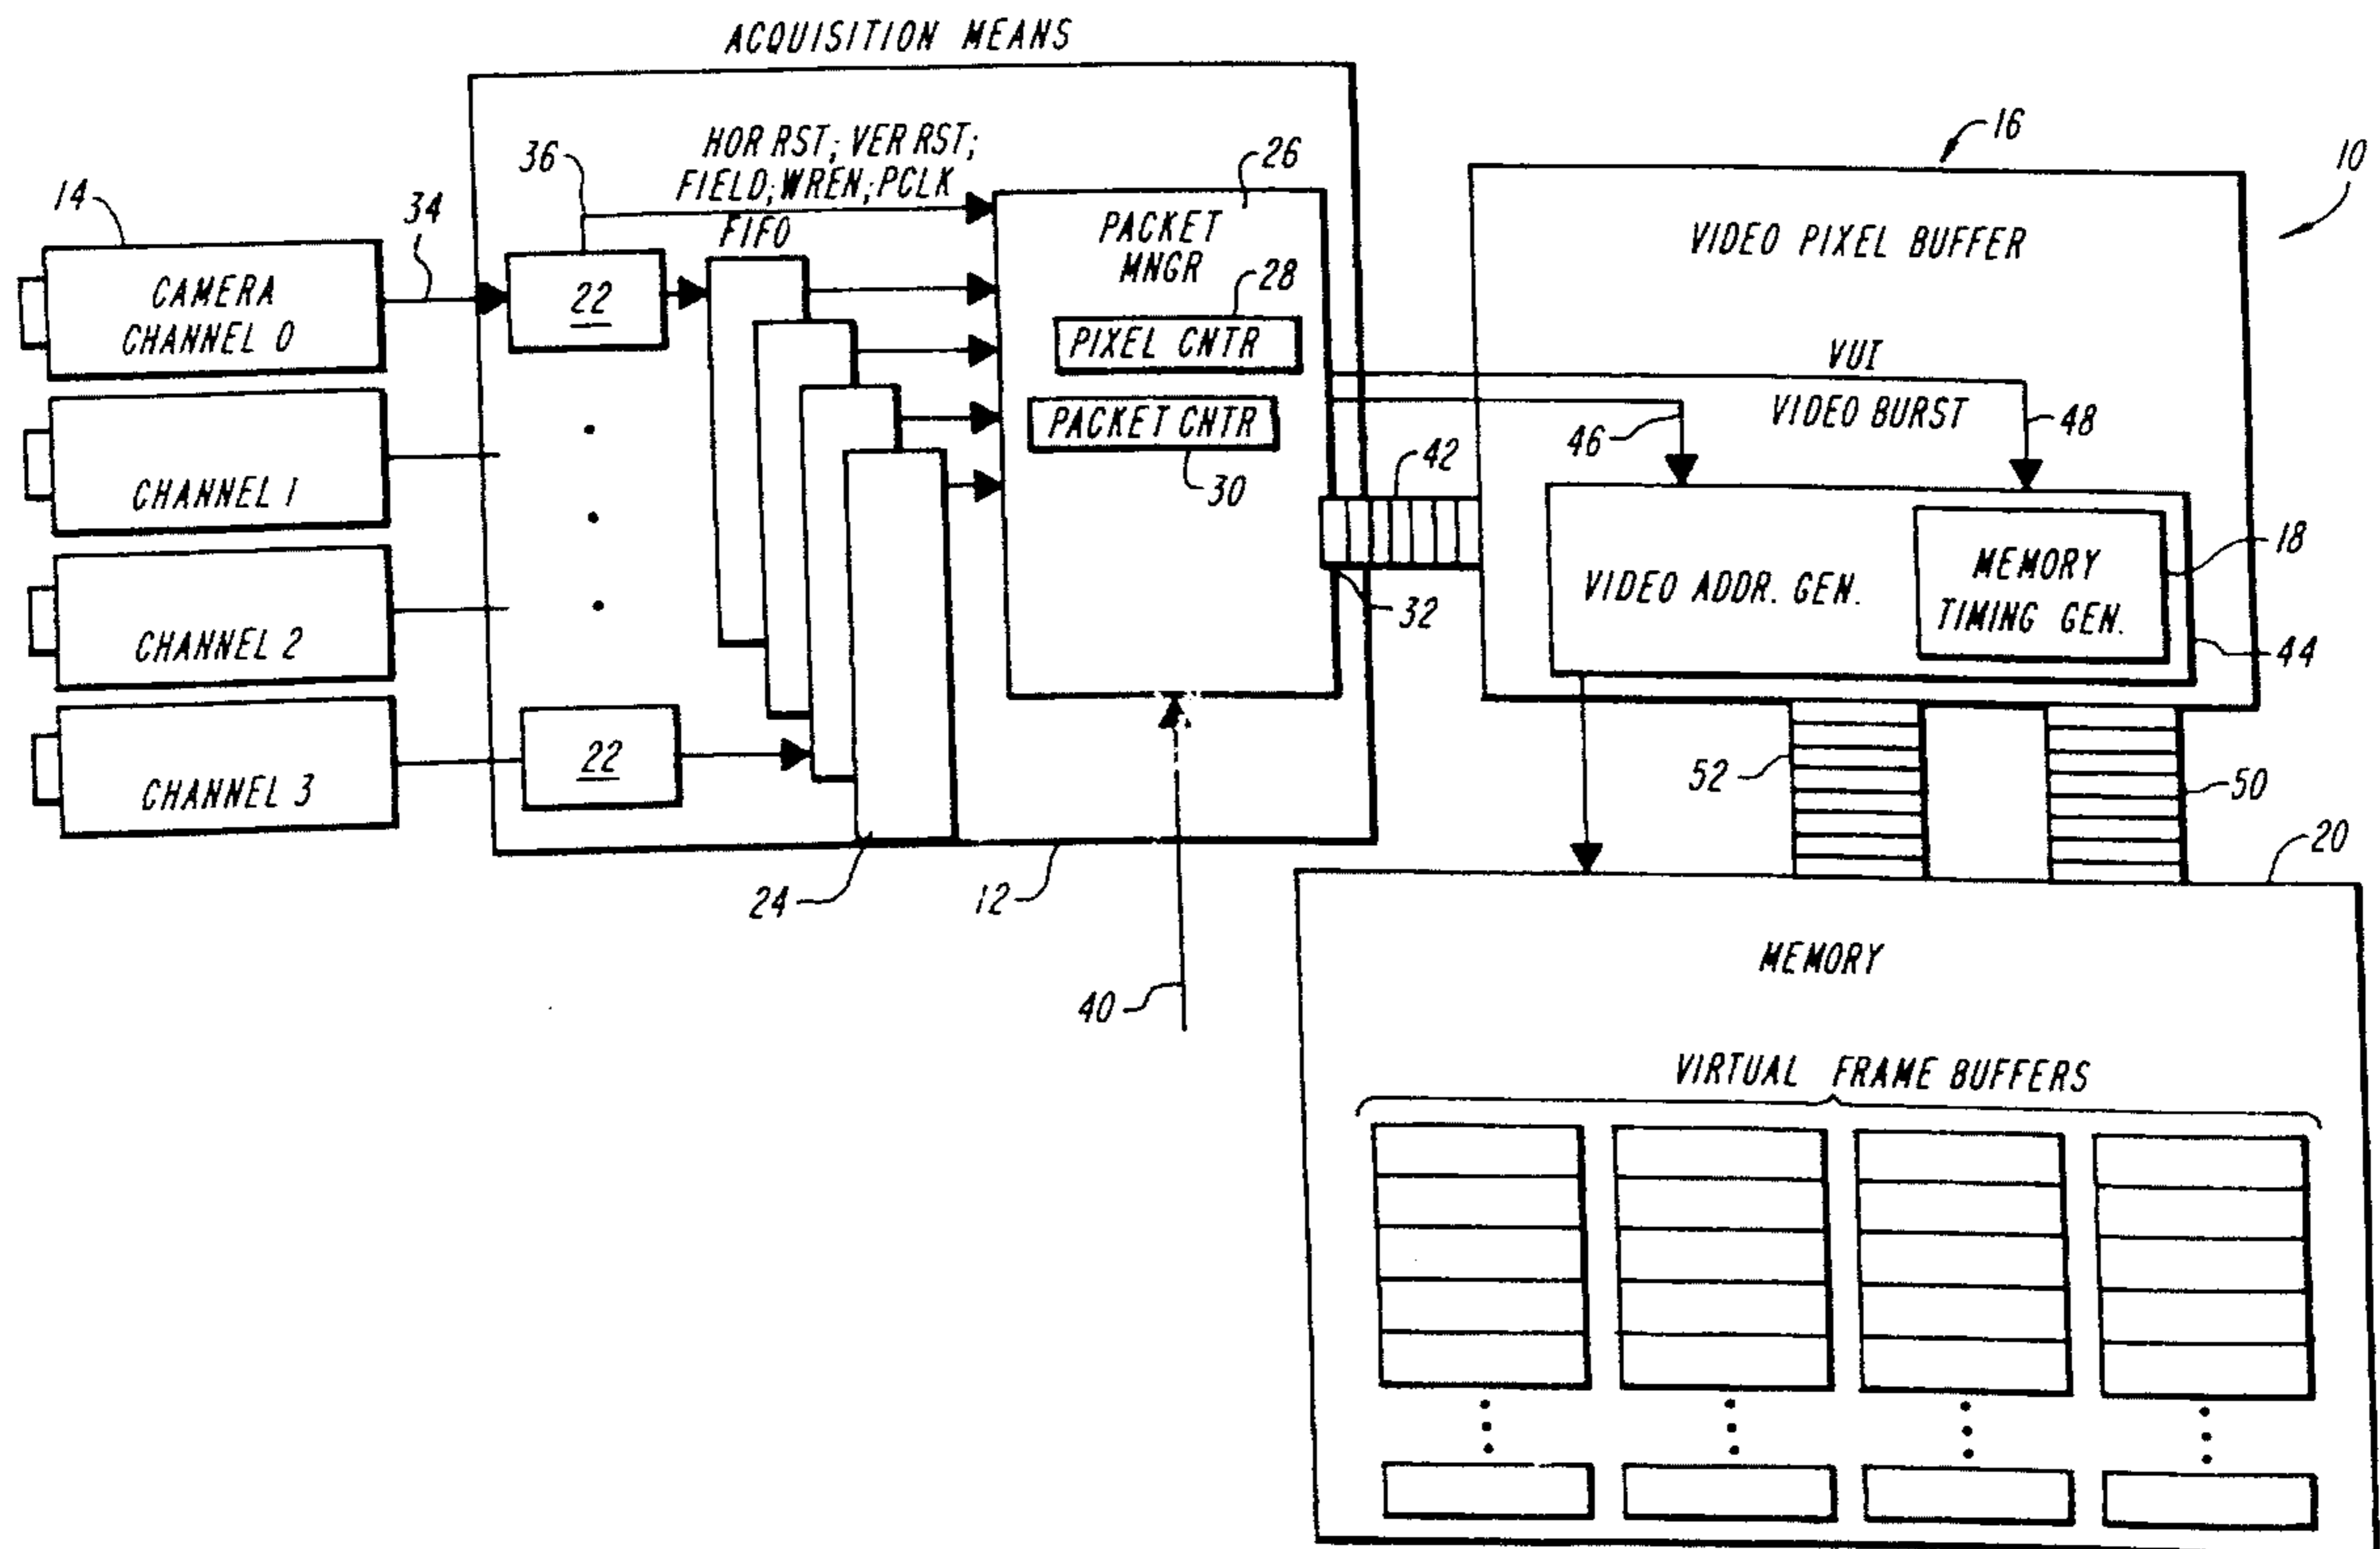 ACQUISITION MEANS
HOR RST; VER RST;
FIELD; WREN; PCLK
FIFO
36
26
16
10
14
34
CAMERA
CHANNEL 0
22
PACKET
MNGR
28
PIXEL CNTR
PACKET CNTR
30
VIDEO PIXEL BUFFER
VUI
VIDEO BURST
46
48
42
CHANNEL 1
32
VIDEO ADDR. GEN.
MEMORY
TIMING GEN.
18
44
CHANNEL 2
CHANNEL 3
22
52
50
24
12
40
20
MEMORY
VIRTUAL FRAME BUFFERS